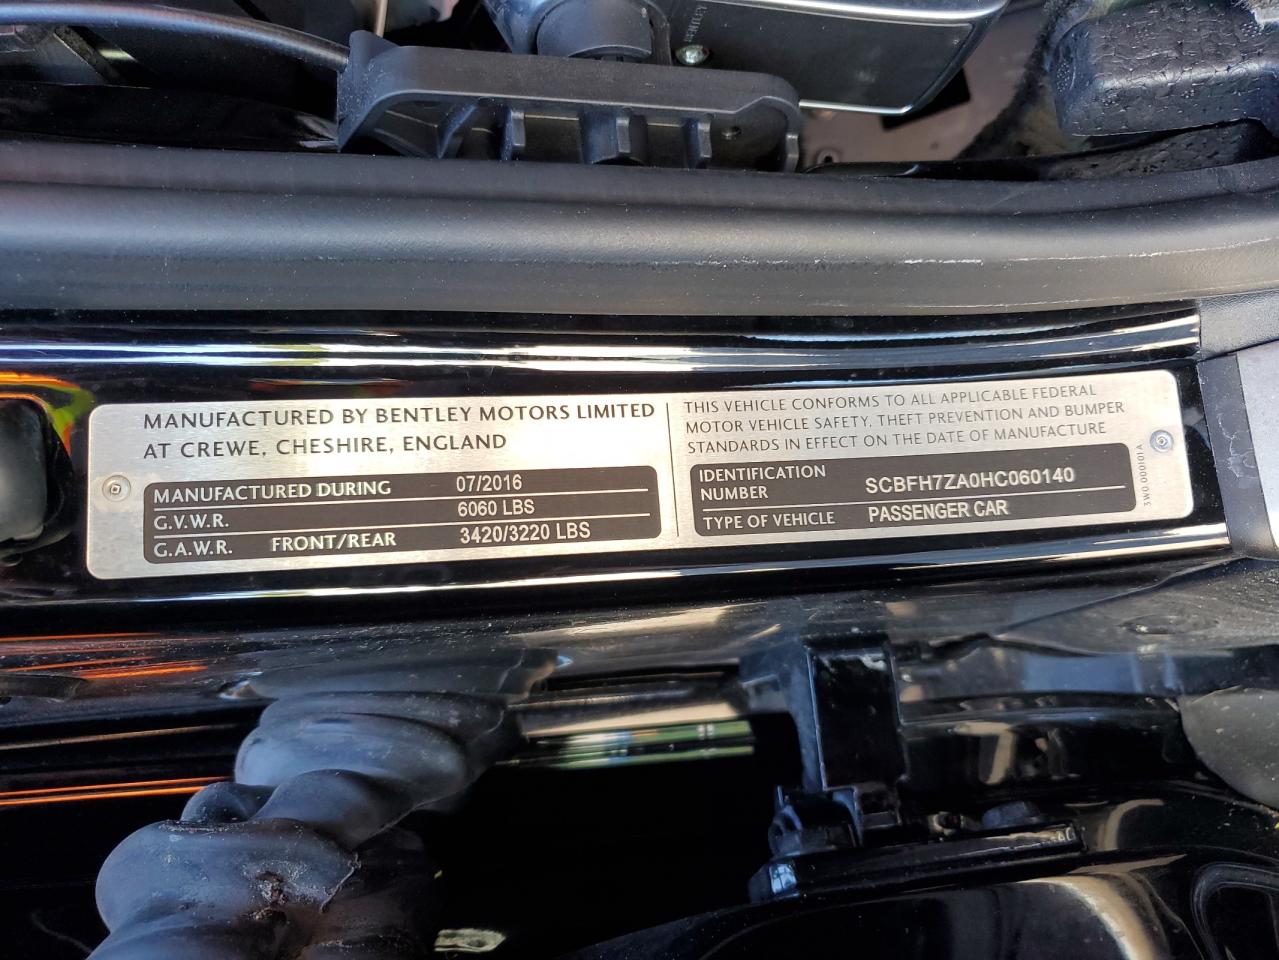 BENTLEY
MANUFACTURED BY BENTLEY MOTORS LIMITED
AT CREWE, CHESHIRE, ENGLAND
MANUFACTURED DURING 07/2016
G.V.W.R. 6060 LBS
G.A.W.R. FRONT/REAR 3420/3220 LBS
THIS VEHICLE CONFORMS TO ALL APPLICABLE FEDERAL
MOTOR VEHICLE SAFETY, THEFT PREVENTION AND BUMPER
STANDARDS IN EFFECT ON THE DATE OF MANUFACTURE
IDENTIFICATION
NUMBER SCBFH7ZA0HC060140
TYPE OF VEHICLE PASSENGER CAR
3W0 000101 A